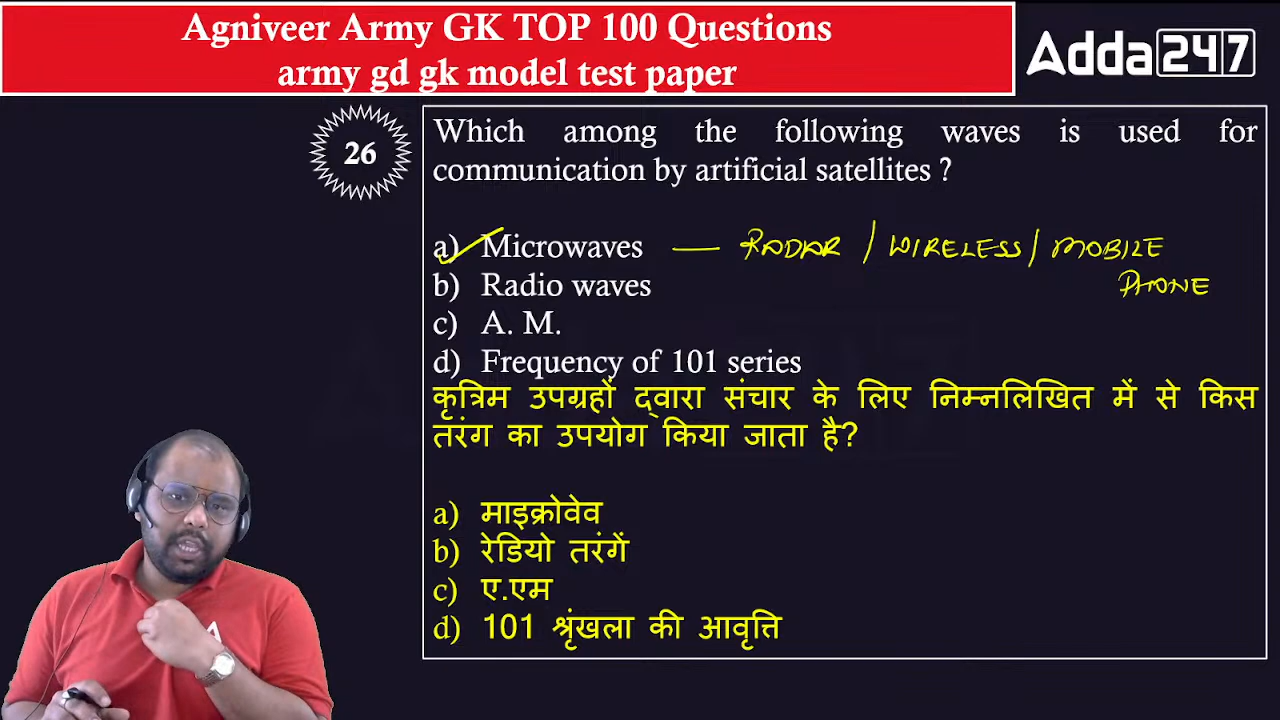 Agniveer Army GK TOP 100 Questions
army gd gk model test paper
Adda247
26
Which among the following waves is used for
communication by artificial satellites ?
a) Microwaves — RADAR / WIRELESS / MOBILE
PHONE
b) Radio waves
c) A. M.
d) Frequency of 101 series
कृत्रिम उपग्रहों द्वारा संचार के लिए निम्नलिखित में से किस
तरंग का उपयोग किया जाता है?
a) माइक्रोवेव
b) रेडियो तरंगें
c) ए.एम
d) 101 श्रृंखला की आवृत्ति